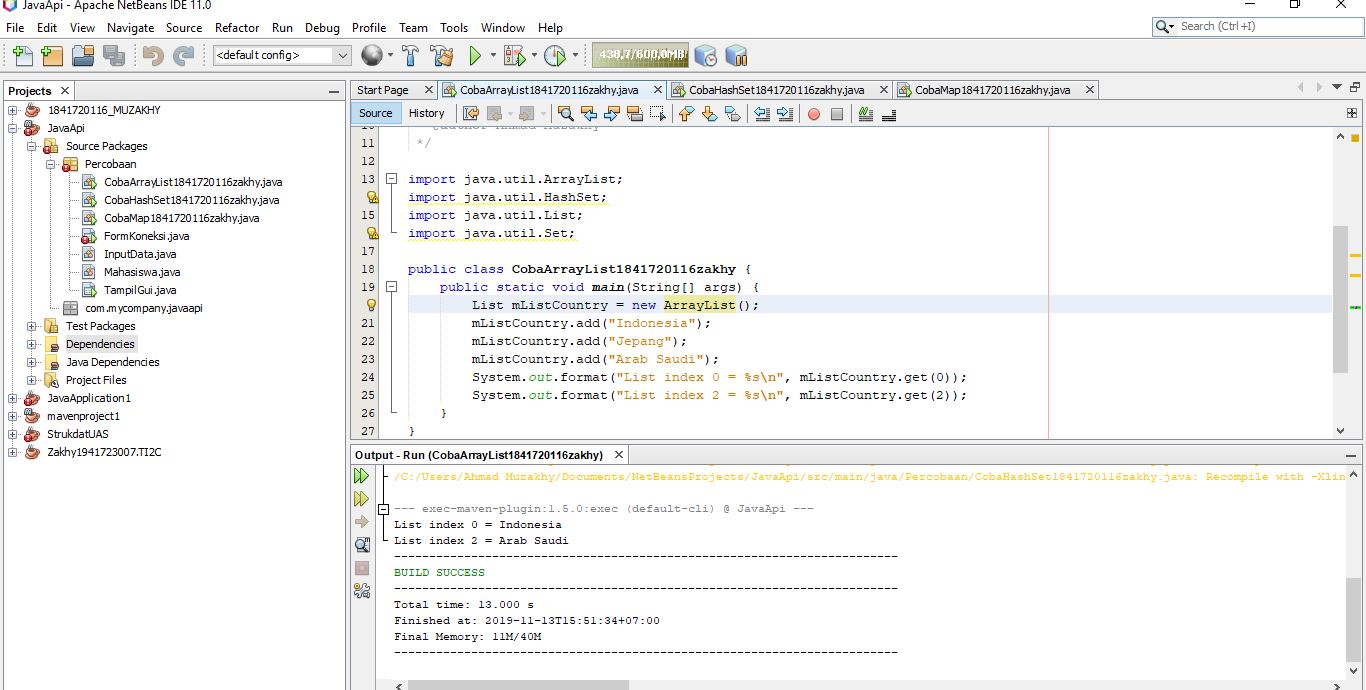 JavaApi - Apache NetBeans IDE 11.0
File Edit View Navigate Source Refactor Run Debug Profile Team Tools Window Help
Search (Ctrl+I)
<default config>
438,7/600,0MB
Projects
1841720116_MUZAKHY
JavaApi
Source Packages
Percobaan
CobaArrayList1841720116zakhy.java
CobaHashSet1841720116zakhy.java
CobaMap1841720116zakhy.java
FormKoneksi.java
InputData.java
Mahasiswa.java
TampilGui.java
com.mycompany.javaapi
Test Packages
Dependencies
Java Dependencies
Project Files
JavaApplication1
mavenproject1
StrukdatUAS
Zakhy1941723007.TI2C
Start Page CobaArrayList1841720116zakhy.java CobaHashSet1841720116zakhy.java CobaMap1841720116zakhy.java
Source History
11 */
12
13 import java.util.ArrayList;
import java.util.HashSet;
15 import java.util.List;
import java.util.Set;
17
18 public class CobaArrayList1841720116zakhy {
19 public static void main(String[] args) {
List mListCountry = new ArrayList();
21 mListCountry.add("Indonesia");
22 mListCountry.add("Jepang");
23 mListCountry.add("Arab Saudi");
24 System.out.format("List index 0 = %s\n", mListCountry.get(0));
25 System.out.format("List index 2 = %s\n", mListCountry.get(2));
26 }
27 }
Output - Run (CobaArrayList1841720116zakhy)
/C:/Users/Ahmad Muzakhy/Documents/NetBeansProjects/JavaApi/src/main/java/Percobaan/CobaHashSet1841720116zakhy.java: Recompile with -Xlin
--- exec-maven-plugin:1.5.0:exec (default-cli) @ JavaApi ---
List index 0 = Indonesia
List index 2 = Arab Saudi
------------------------------------------------------------------------
BUILD SUCCESS
------------------------------------------------------------------------
Total time: 13.000 s
Finished at: 2019-11-13T15:51:34+07:00
Final Memory: 11M/40M
------------------------------------------------------------------------